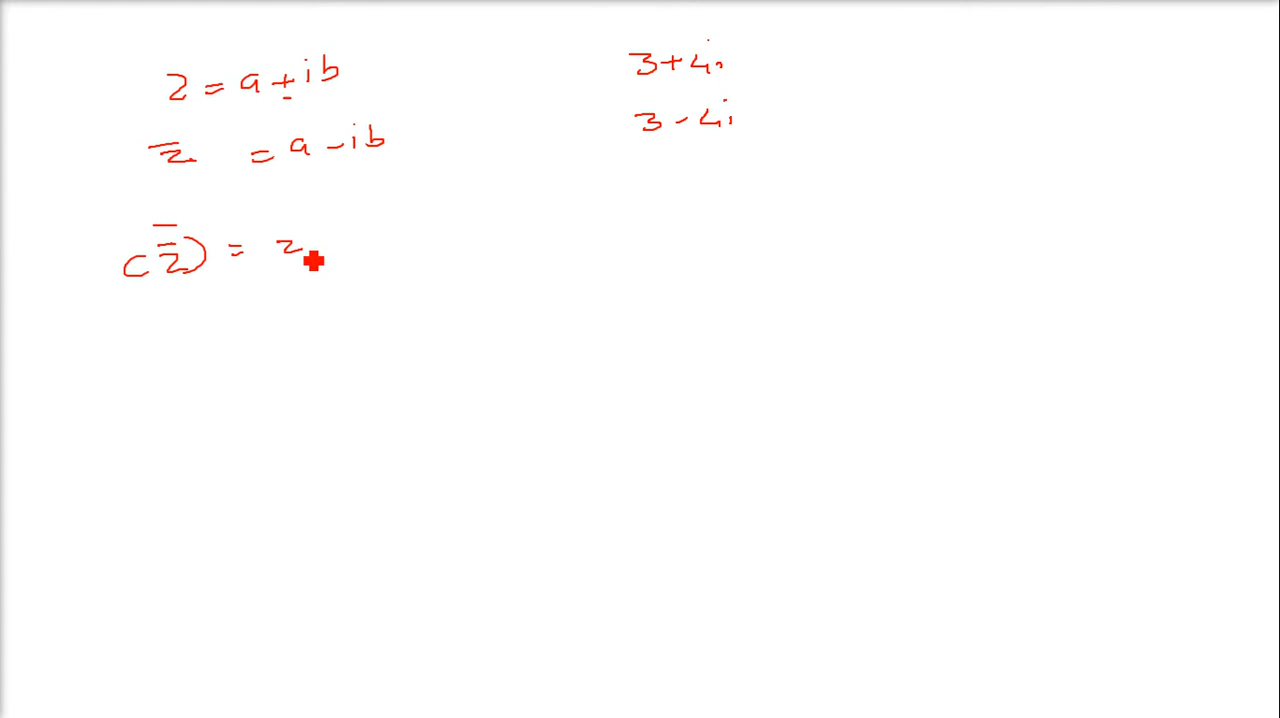 z = a + ib
z̅ = a - ib
(z̿) = z
3 + 4i
3 - 4i